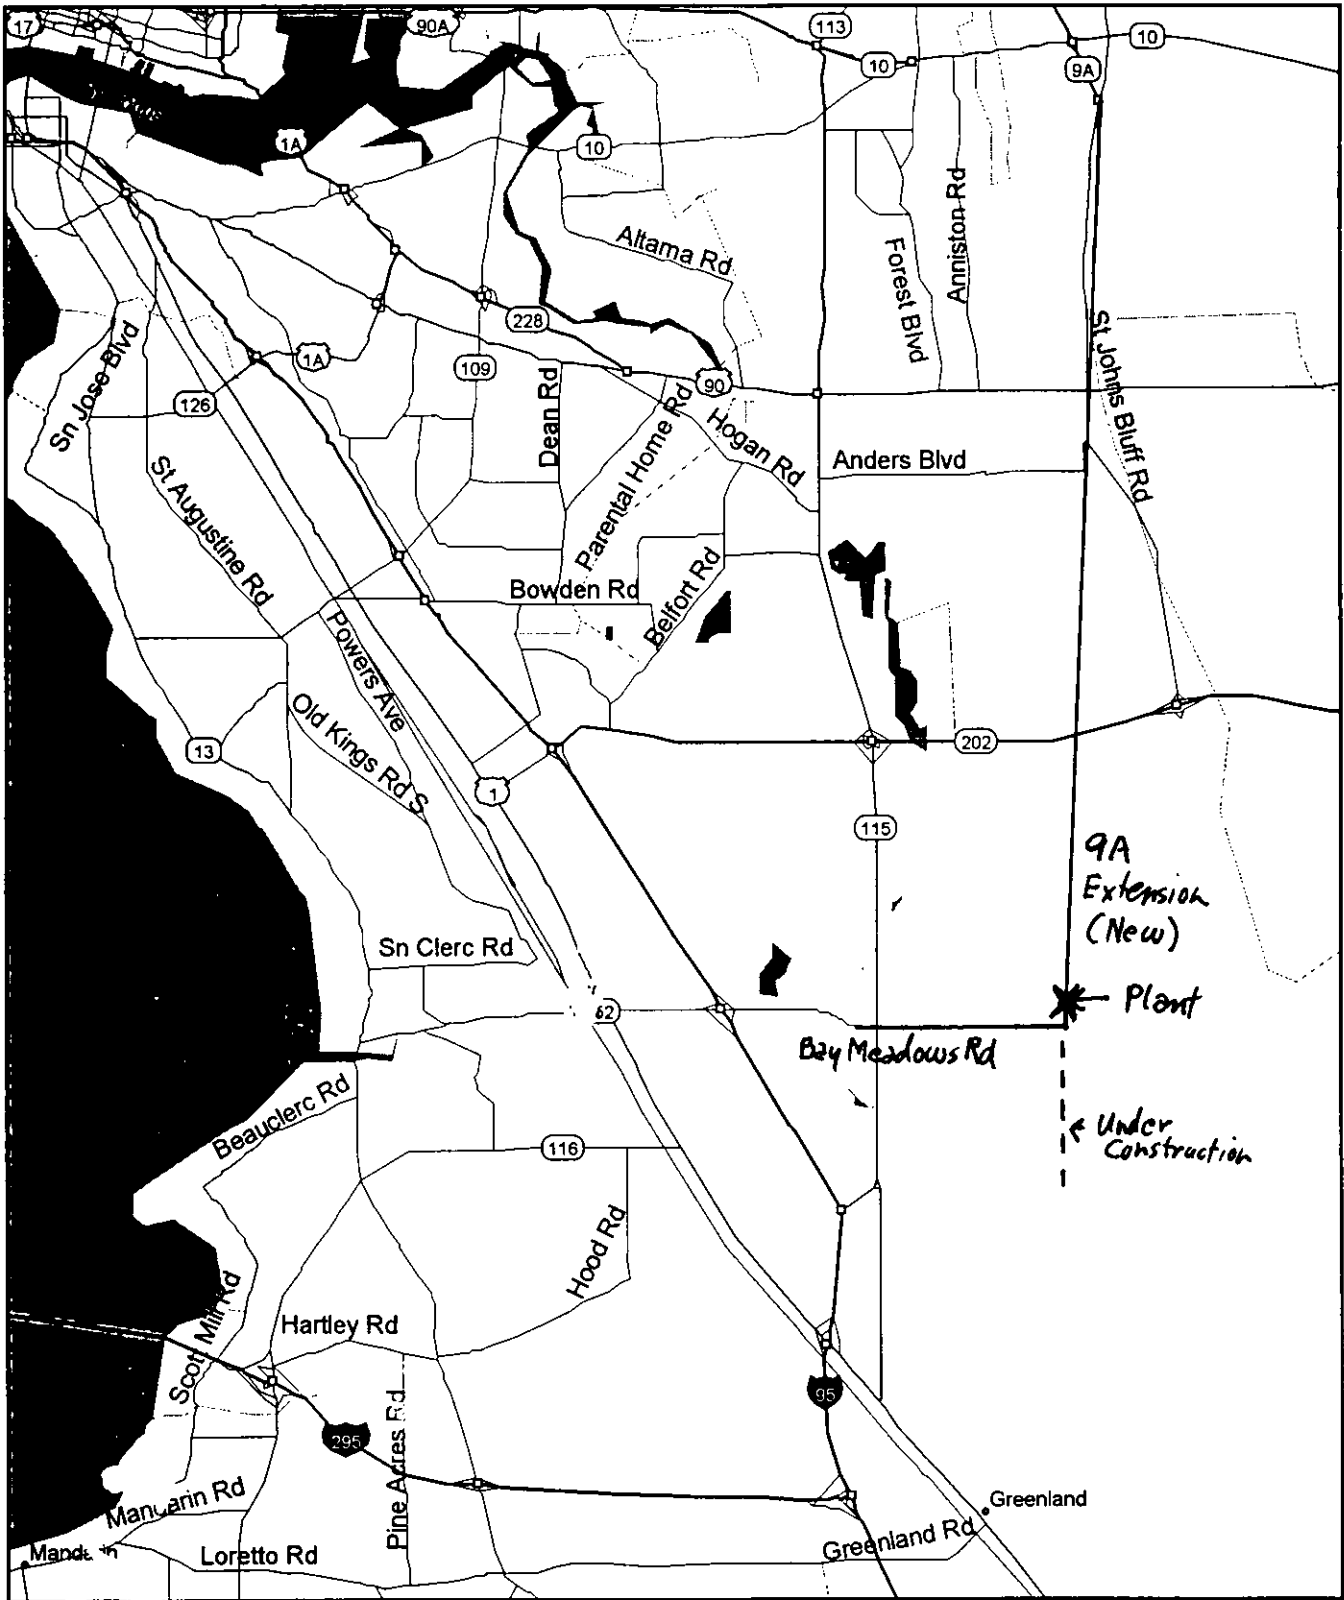 17
90A
113
10
10
9A
1A
10
Altama Rd
Forest Blvd
Anniston Rd
St Johns Bluff Rd
228
1A
109
90
126
Sn Jose Blvd
Dean Rd
Parental Home Rd
Hogan Rd
Anders Blvd
St Augustine Rd
Bowden Rd
Belfort Rd
Powers Ave
Old Kings Rd S
13
1
202
115
9A
Extension
(New)
Sn Clerc Rd
Plant
Bay Meadows Rd
Beauclerc Rd
116
Under
Construction
Hood Rd
Scott Mill Rd
Hartley Rd
95
295
Pine Acres Rd
Mandarin Rd
Greenland
Greenland Rd
Loretto Rd